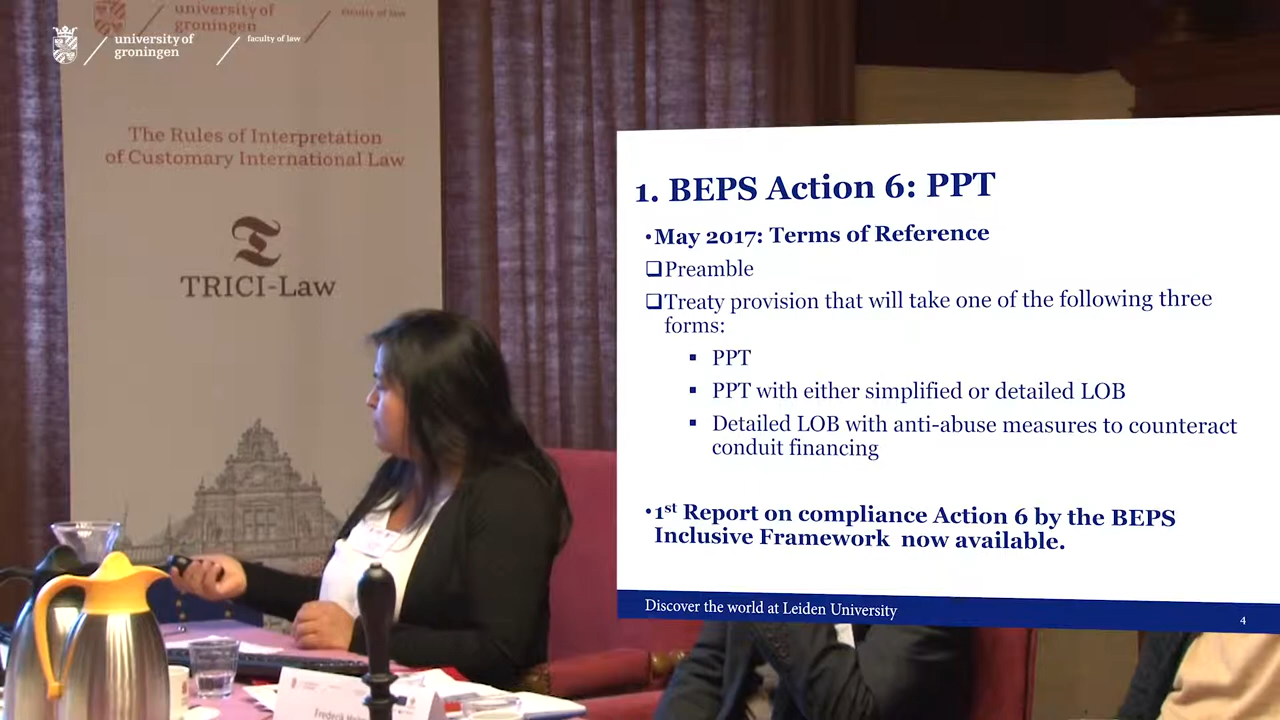 university of
groningen
faculty of law
university of
groningen
faculty of law
The Rules of Interpretation
of Customary International Law
TRICI-Law
1. BEPS Action 6: PPT
•May 2017: Terms of Reference
❑Preamble
❑Treaty provision that will take one of the following three
forms:
▪ PPT
▪ PPT with either simplified or detailed LOB
▪ Detailed LOB with anti-abuse measures to counteract
conduit financing
•1st Report on compliance Action 6 by the BEPS
Inclusive Framework now available.
Discover the world at Leiden University
4
Frederik